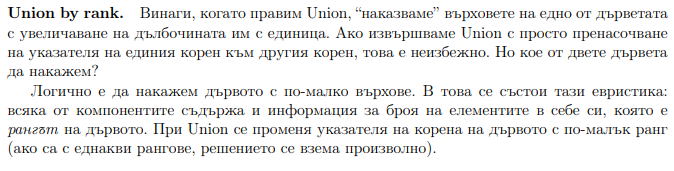 Union by rank. Винаги, когато правим Union, “наказваме” върховете на едно от дърветата
с увеличаване на дълбочината им с единица. Ако извършваме Union с просто пренасочване
на указателя на единия корен към другия корен, това е неизбежно. Но кое от двете дървета
да накажем?
Логично е да накажем дървото с по-малко върхове. В това се състои тази евристика:
всяка от компонентите съдържа и информация за броя на елементите в себе си, която е
рангът на дървото. При Union се променя указателя на корена на дървото с по-малък ранг
(ако са с еднакви рангове, решението се взема произволно).